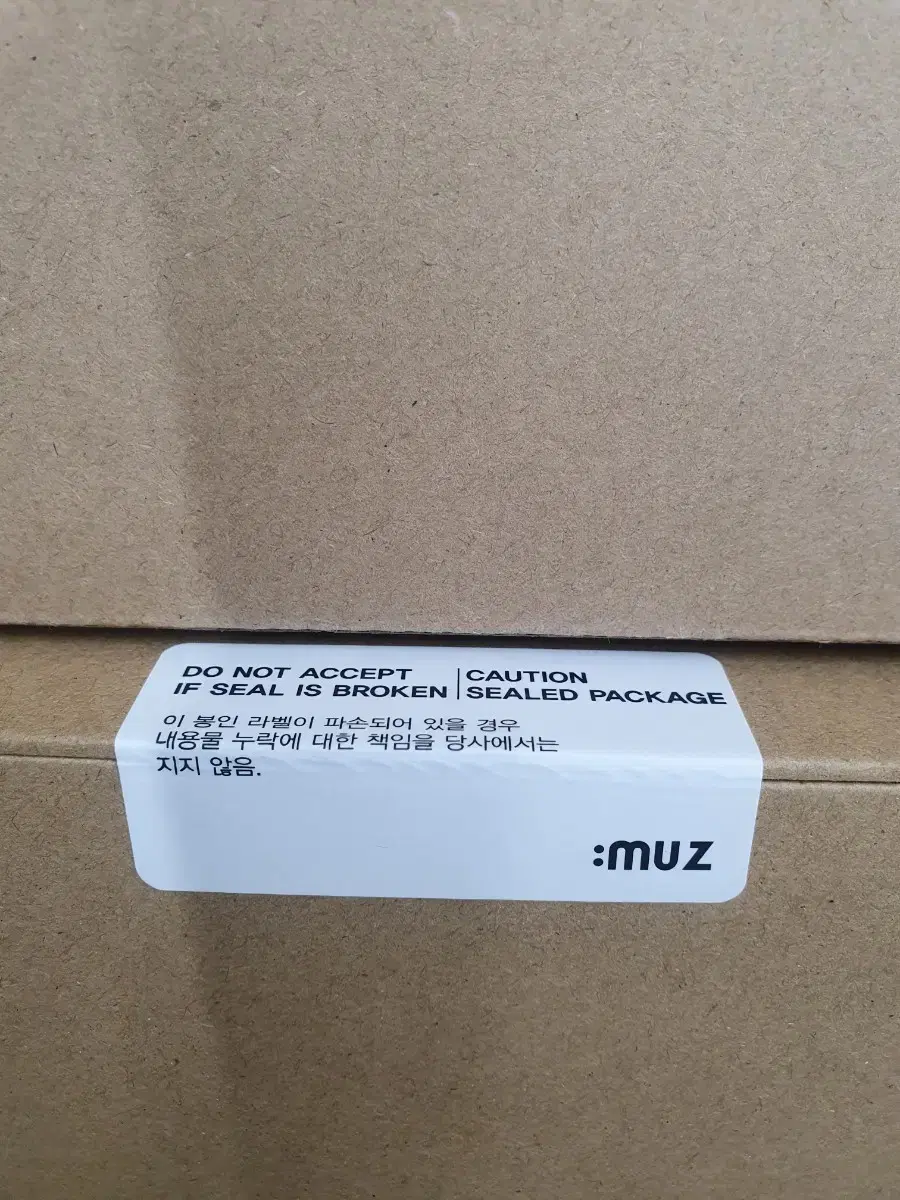 DO NOT ACCEPT
IF SEAL IS BROKEN
CAUTION
SEALED PACKAGE
이 봉인 라벨이 파손되어 있을 경우
내용물 누락에 대한 책임을 당사에서는
지지 않음.
:muz